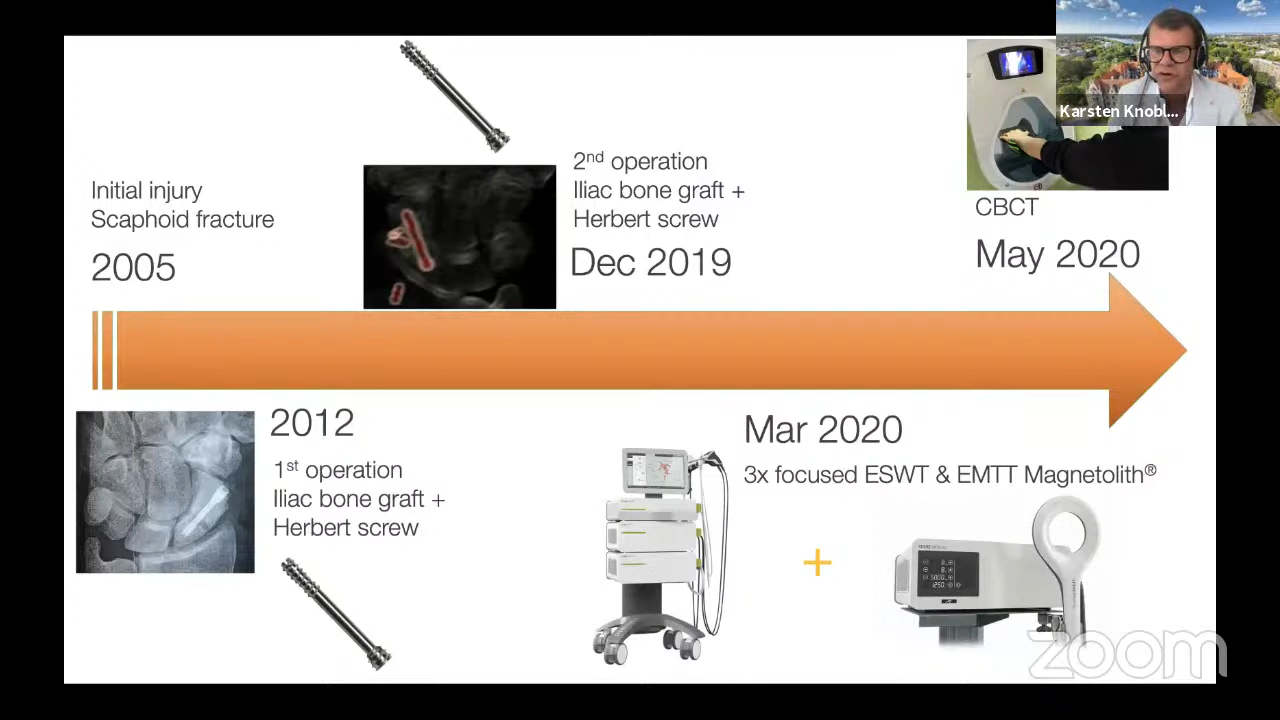 Karsten Knobl...
Initial injury
Scaphoid fracture
2005
2nd operation
Iliac bone graft +
Herbert screw
Dec 2019
CBCT
May 2020
2012
1st operation
Iliac bone graft +
Herbert screw
Mar 2020
3x focused ESWT & EMTT Magnetolith®
+
zoom